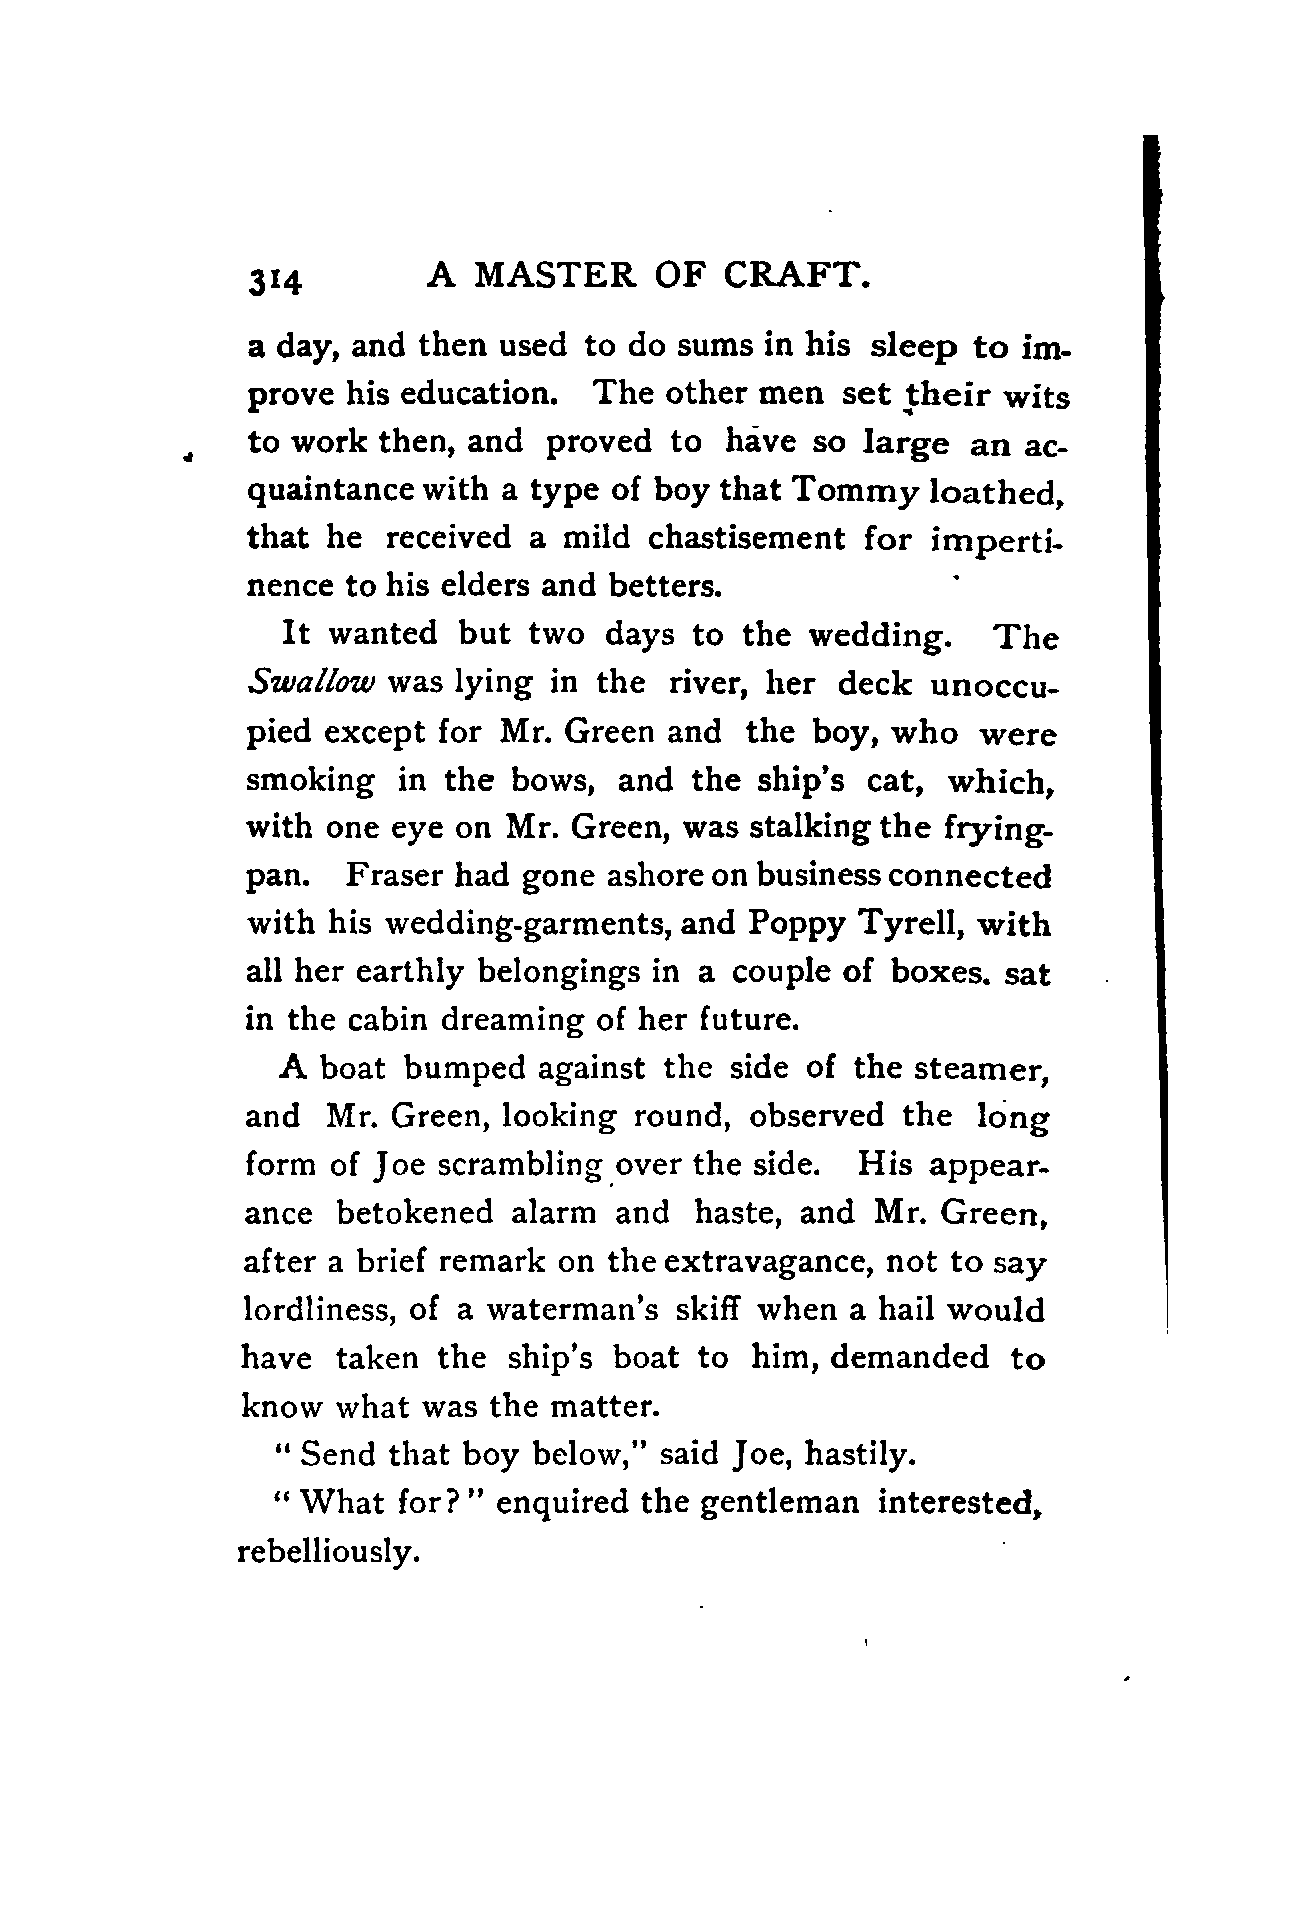 314 A MASTER OF CRAFT.
a day, and then used to do sums in his sleep to im-
prove his education. The other men set their wits
to work then, and proved to have so large an ac-
quaintance with a type of boy that Tommy loathed,
that he received a mild chastisement for imperti-
nence to his elders and betters.
It wanted but two days to the wedding. The
Swallow was lying in the river, her deck unoccu-
pied except for Mr. Green and the boy, who were
smoking in the bows, and the ship's cat, which,
with one eye on Mr. Green, was stalking the frying-
pan. Fraser had gone ashore on business connected
with his wedding-garments, and Poppy Tyrell, with
all her earthly belongings in a couple of boxes. sat
in the cabin dreaming of her future.
A boat bumped against the side of the steamer,
and Mr. Green, looking round, observed the long
form of Joe scrambling over the side. His appear-
ance betokened alarm and haste, and Mr. Green,
after a brief remark on the extravagance, not to say
lordliness, of a waterman's skiff when a hail would
have taken the ship's boat to him, demanded to
know what was the matter.
" Send that boy below," said Joe, hastily.
" What for? " enquired the gentleman interested,
rebelliously.